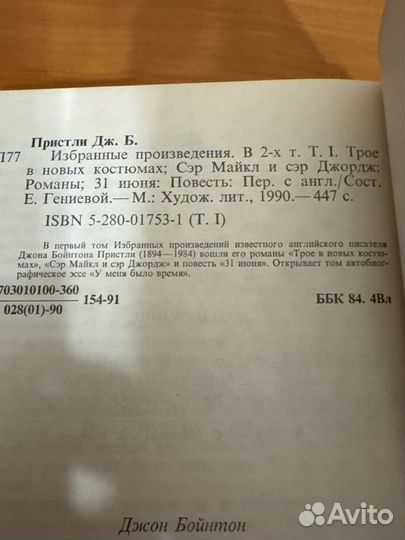 Пристли Дж. Б.
П77 Избранные произведения. В 2-х т. Т. I. Трое
в новых костюмах; Сэр Майкл и сэр Джордж:
Романы; 31 июня: Повесть: Пер. с англ./Сост.
Е. Гениевой.— М.: Худож. лит., 1990.—447 с.
ISBN 5-280-01753-1 (Т. I)
В первый том Избранных произведений известного английского писателя
Джона Бойнтона Пристли (1894—1984) вошли его романы «Трое в новых костю-
мах», «Сэр Майкл и сэр Джордж» и повесть «31 июня». Открывает том автобио-
графическое эссе «У меня было время».
4703010100-360
028(01)-90 154-91 ББК 84. 4Вл
Джон Бойнтон
Avito